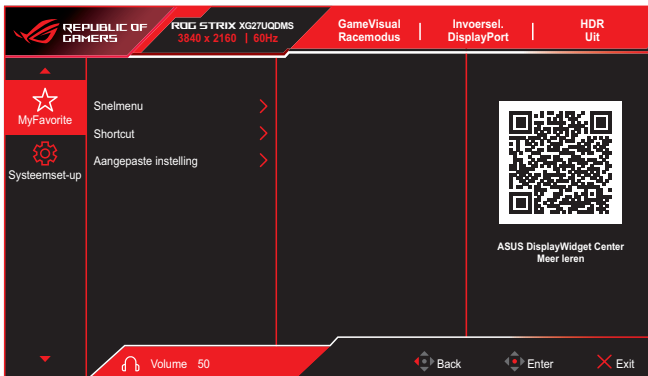 REPUBLIC OF
GAMERS
ROG STRIX XG27UQDMS
3840 x 2160 | 60Hz
GameVisual
Racemodus
Invoersel.
DisplayPort
HDR
Uit
MyFavorite
Systeemset-up
Snelmenu
Shortcut
Aangepaste instelling
ASUS DisplayWidget Center
Meer leren
Volume 50
Back
Enter
Exit